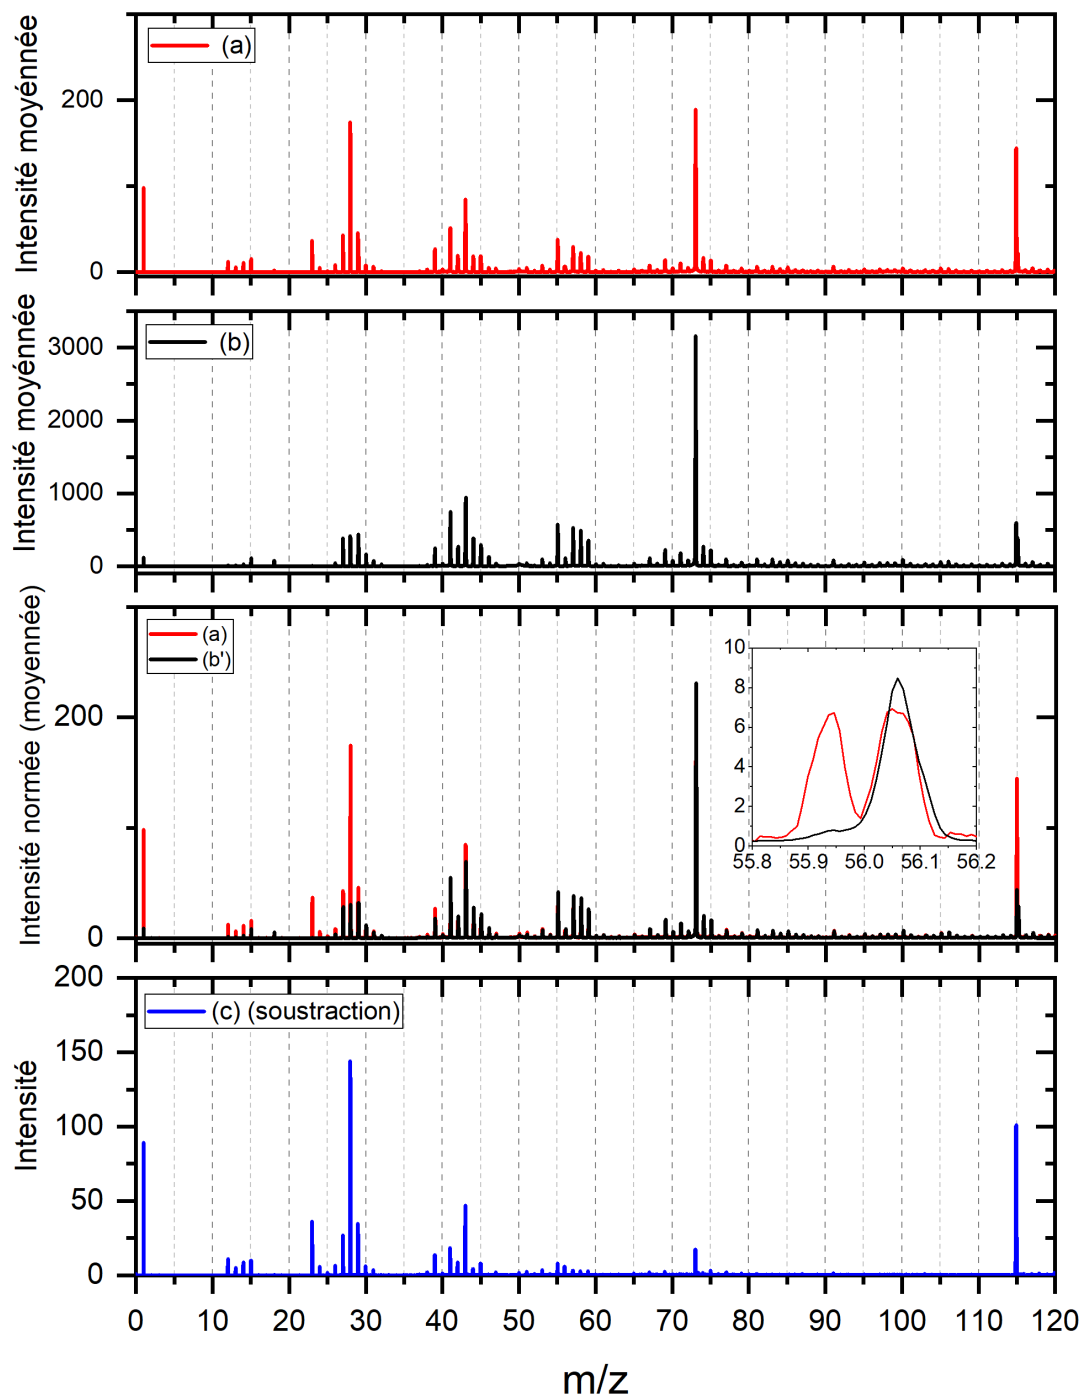 Intensité moyénnée
200
0
(a)
Intensité moyénnée
3000
2000
1000
0
(b)
Intensité normée (moyennée)
200
0
(a)
(b')
10
8
6
4
2
0
55.8 55.9 56.0 56.1 56.2
Intensité
200
150
100
50
0
(c) (soustraction)
0 10 20 30 40 50 60 70 80 90 100 110 120
m/z